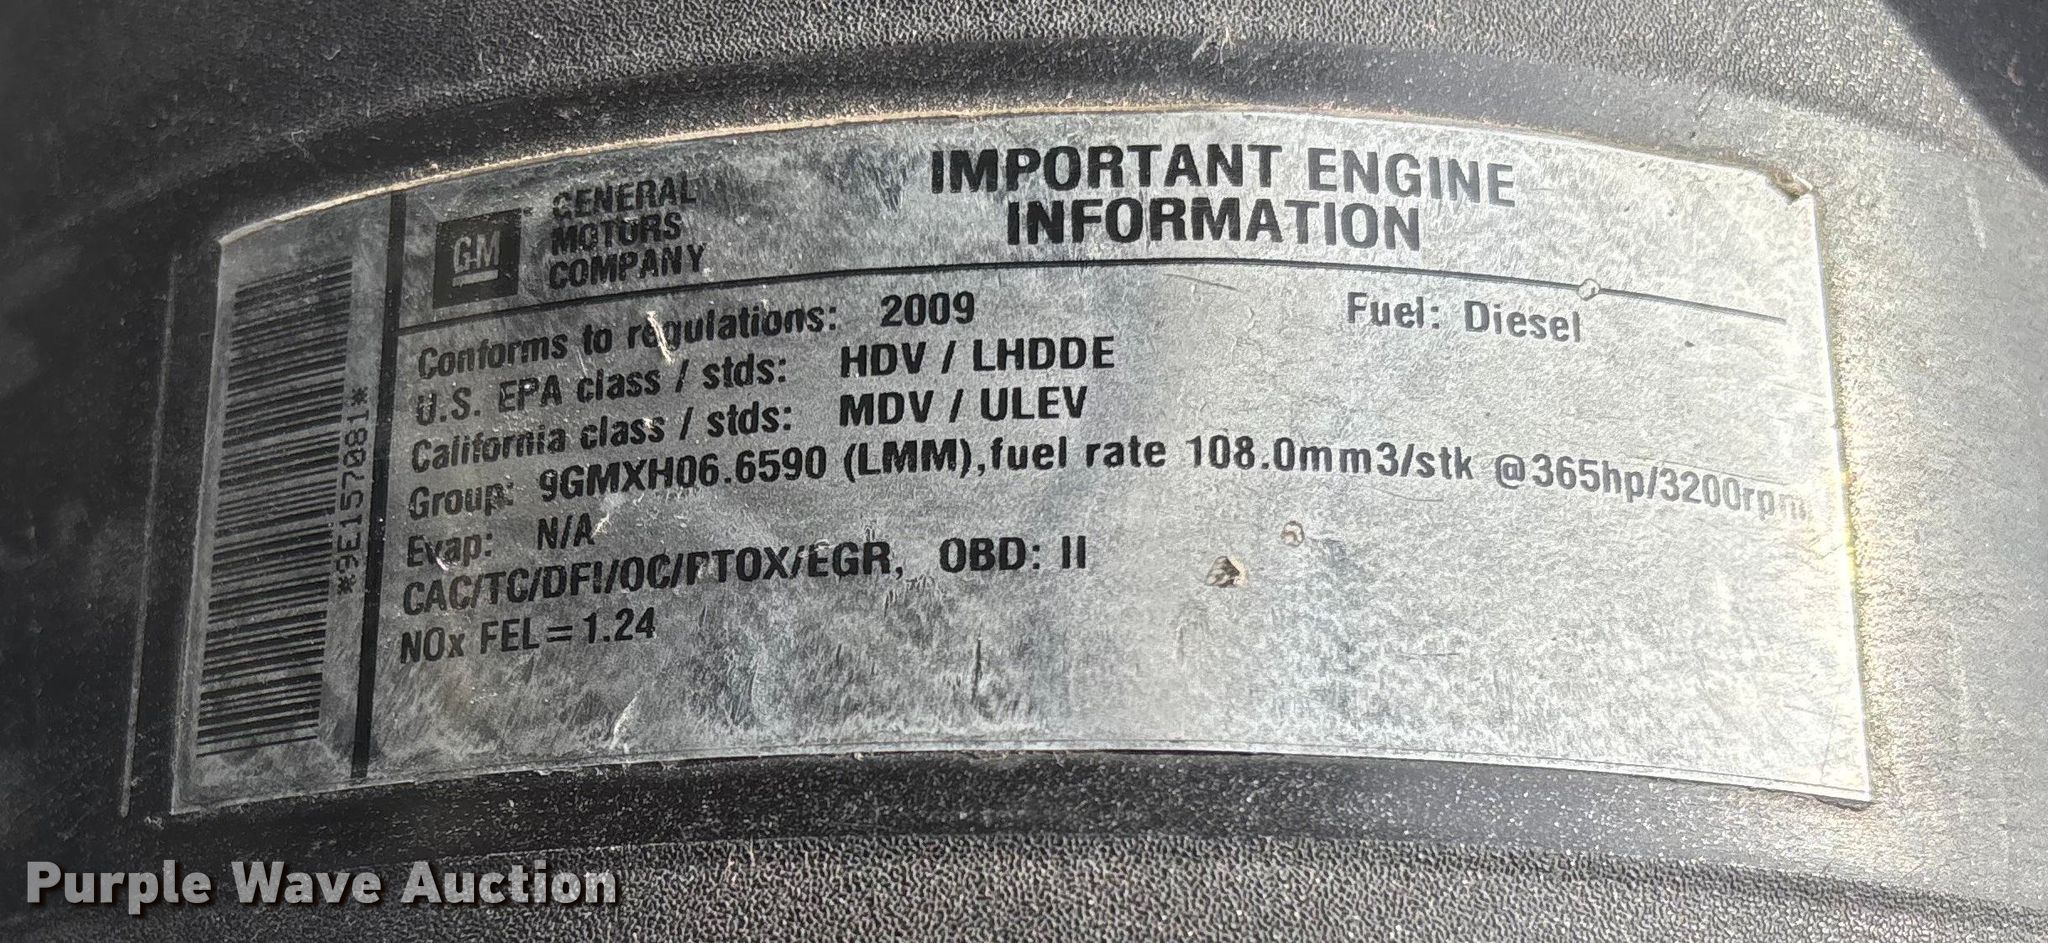 GM
GENERAL
MOTORS
COMPANY
IMPORTANT ENGINE
INFORMATION
Conforms to regulations: 2009 Fuel: Diesel
U.S. EPA class / stds: HDV / LHDDE
California class / stds: MDV / ULEV
Group: 9GMXH06.6590 (LMM),fuel rate 108.0mm3/stk @365hp/3200rpm
Evap: N/A
CAC/TC/DFI/OC/PTOX/EGR, OBD: II
NOx FEL=1.24
*9E157081*
Purple Wave Auction